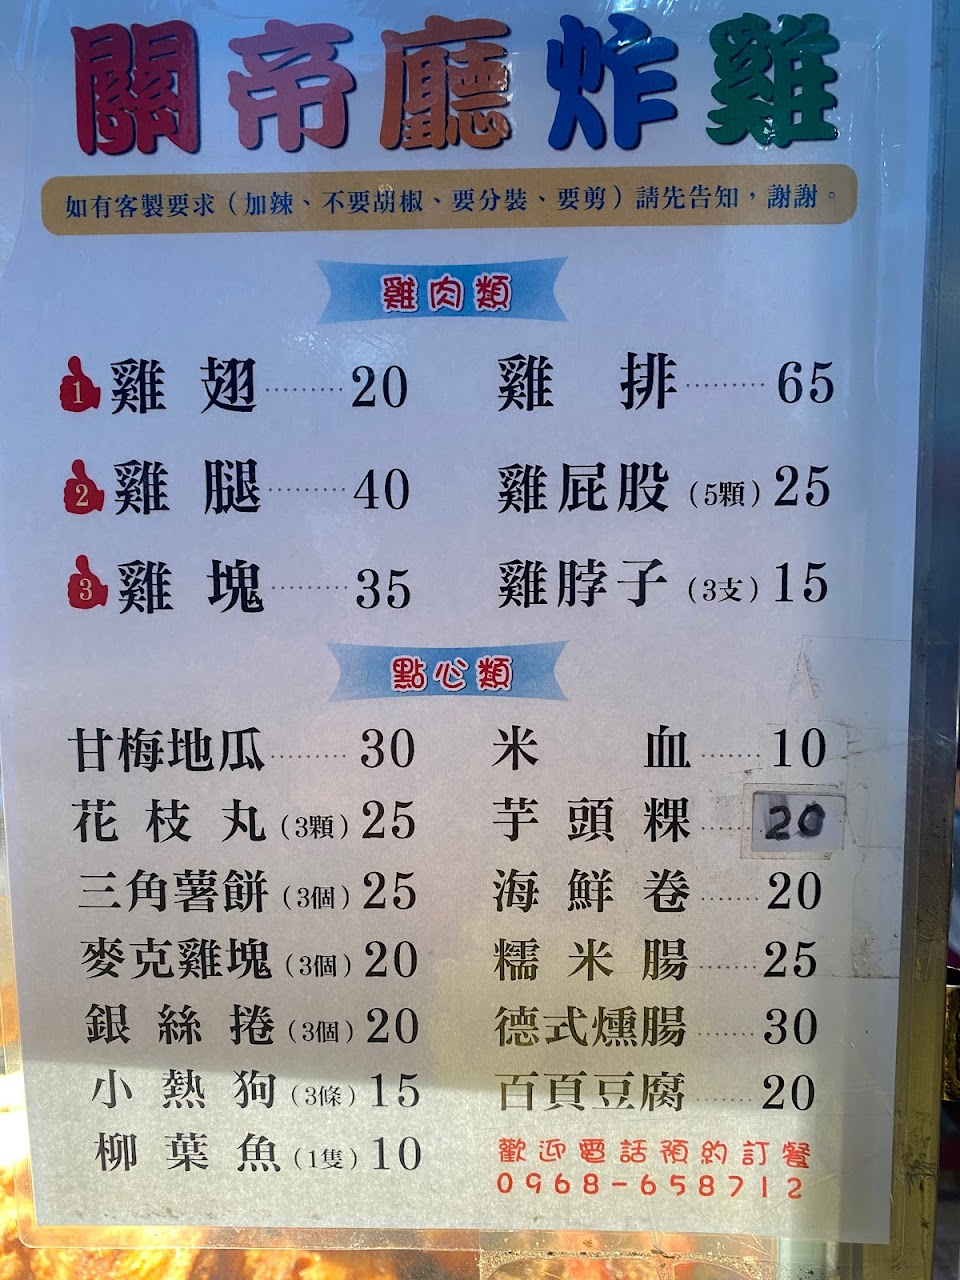 關帝廳炸雞
如有客製要求（加辣、不要胡椒、要分裝、要剪）請先告知，謝謝。
雞肉類
1 雞翅………20
雞排………65
2 雞腿………40
雞屁股（5顆）25
3 雞塊………35
雞脖子（3支）15
點心類
甘梅地瓜………30
米血……10
花枝丸（3顆）25
芋頭粿……20
三角薯餅（3個）25
海鮮卷……20
麥克雞塊（3個）20
糯米腸……25
銀絲捲（3個）20
德式燻腸……30
小熱狗（3條）15
百頁豆腐……20
柳葉魚（1隻）10
歡迎電話預約訂餐
0968-658712